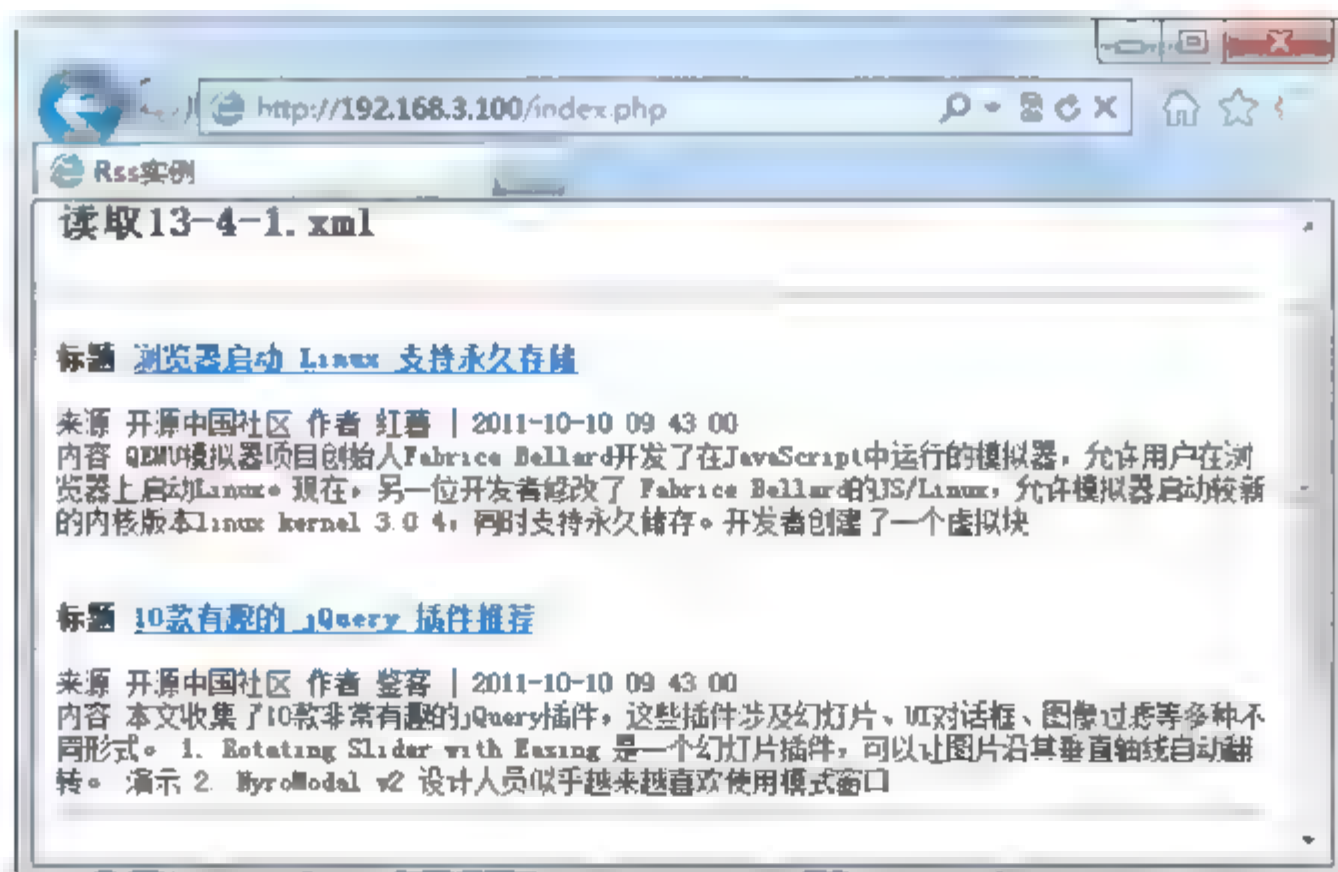 http://192.168.3.100/index.php
Rss实例
读取13-4-1.xml
标题 浏览器启动 Linux 支持永久存储
来源 开源中国社区 作者 红薯 | 2011-10-10 09 43 00
内容 QEMU模拟器项目创始人Fabrice Bellard开发了在JavaScript中运行的模拟器，允许用户在浏
览器上启动Linux。现在，另一位开发者修改了 Fabrice Bellard的JS/Linux，允许模拟器启动较新
的内核版本linux kernel 3.0 4，同时支持永久储存。开发者创建了一个虚拟块
标题 10款有趣的 jQuery 插件推荐
来源 开源中国社区 作者 鉴客 | 2011-10-10 09 43 00
内容 本文收集了10款非常有趣的jQuery插件，这些插件涉及幻灯片、UI对话框、图像过虑等多种不
同形式。 1. Rotating Slider with Easing 是一个幻灯片插件，可以让图片沿其垂直轴线自动翻
转。 演示 2. NyroModal v2 设计人员似乎越来越喜欢使用模式窗口